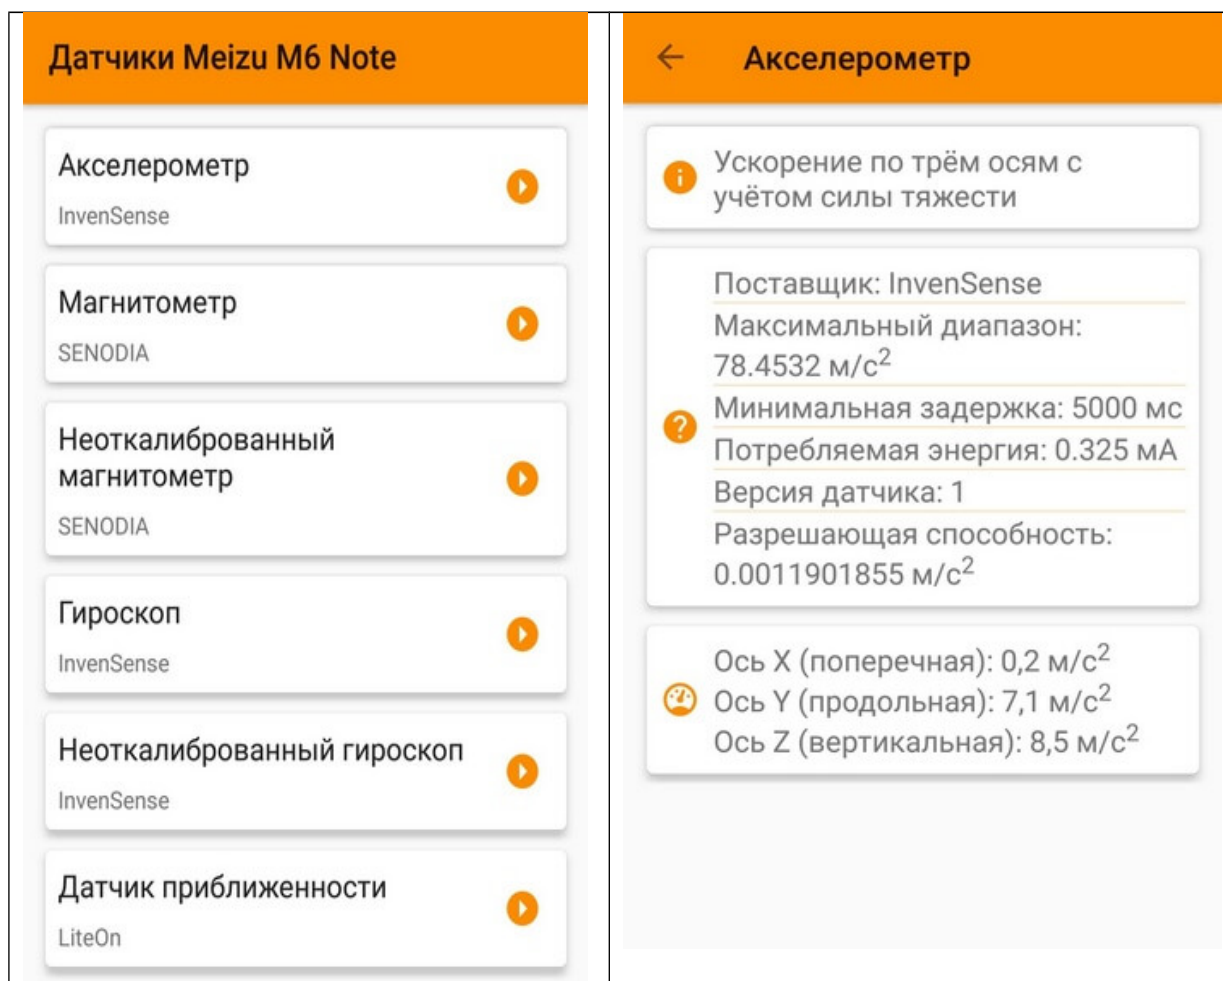 Датчики Meizu M6 Note
Акселерометр
InvenSense
Магнитометр
SENODIA
Неоткалиброванный
магнитометр
SENODIA
Гироскоп
InvenSense
Неоткалиброванный гироскоп
InvenSense
Датчик приближенности
LiteOn
Акселерометр
Ускорение по трём осям с
учётом силы тяжести
Поставщик: InvenSense
Максимальный диапазон:
78.4532 м/с²
Минимальная задержка: 5000 мс
Потребляемая энергия: 0.325 мА
Версия датчика: 1
Разрешающая способность:
0.0011901855 м/с²
Ось X (поперечная): 0,2 м/с²
Ось Y (продольная): 7,1 м/с²
Ось Z (вертикальная): 8,5 м/с²